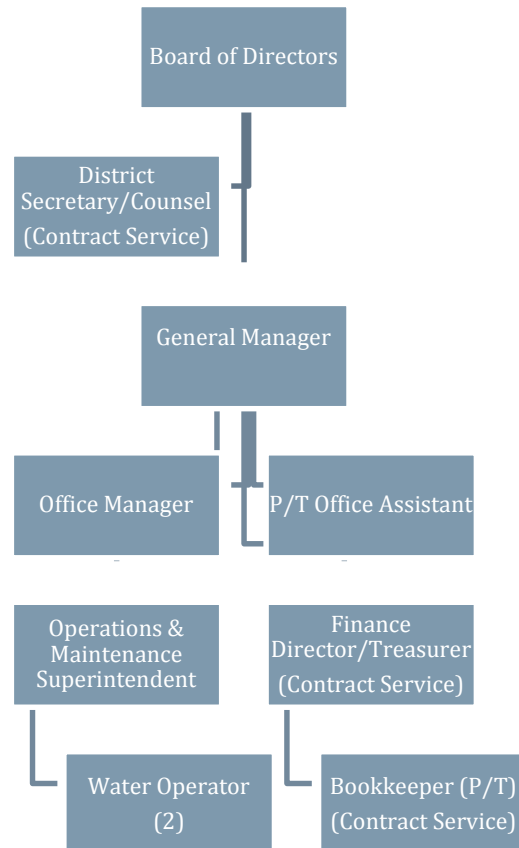 Board of Directors
District
Secretary/Counsel
(Contract Service)
General Manager
Office Manager
P/T Office Assistant
Operations &
Maintenance
Superintendent
Finance
Director/Treasurer
(Contract Service)
Water Operator
(2)
Bookkeeper (P/T)
(Contract Service)